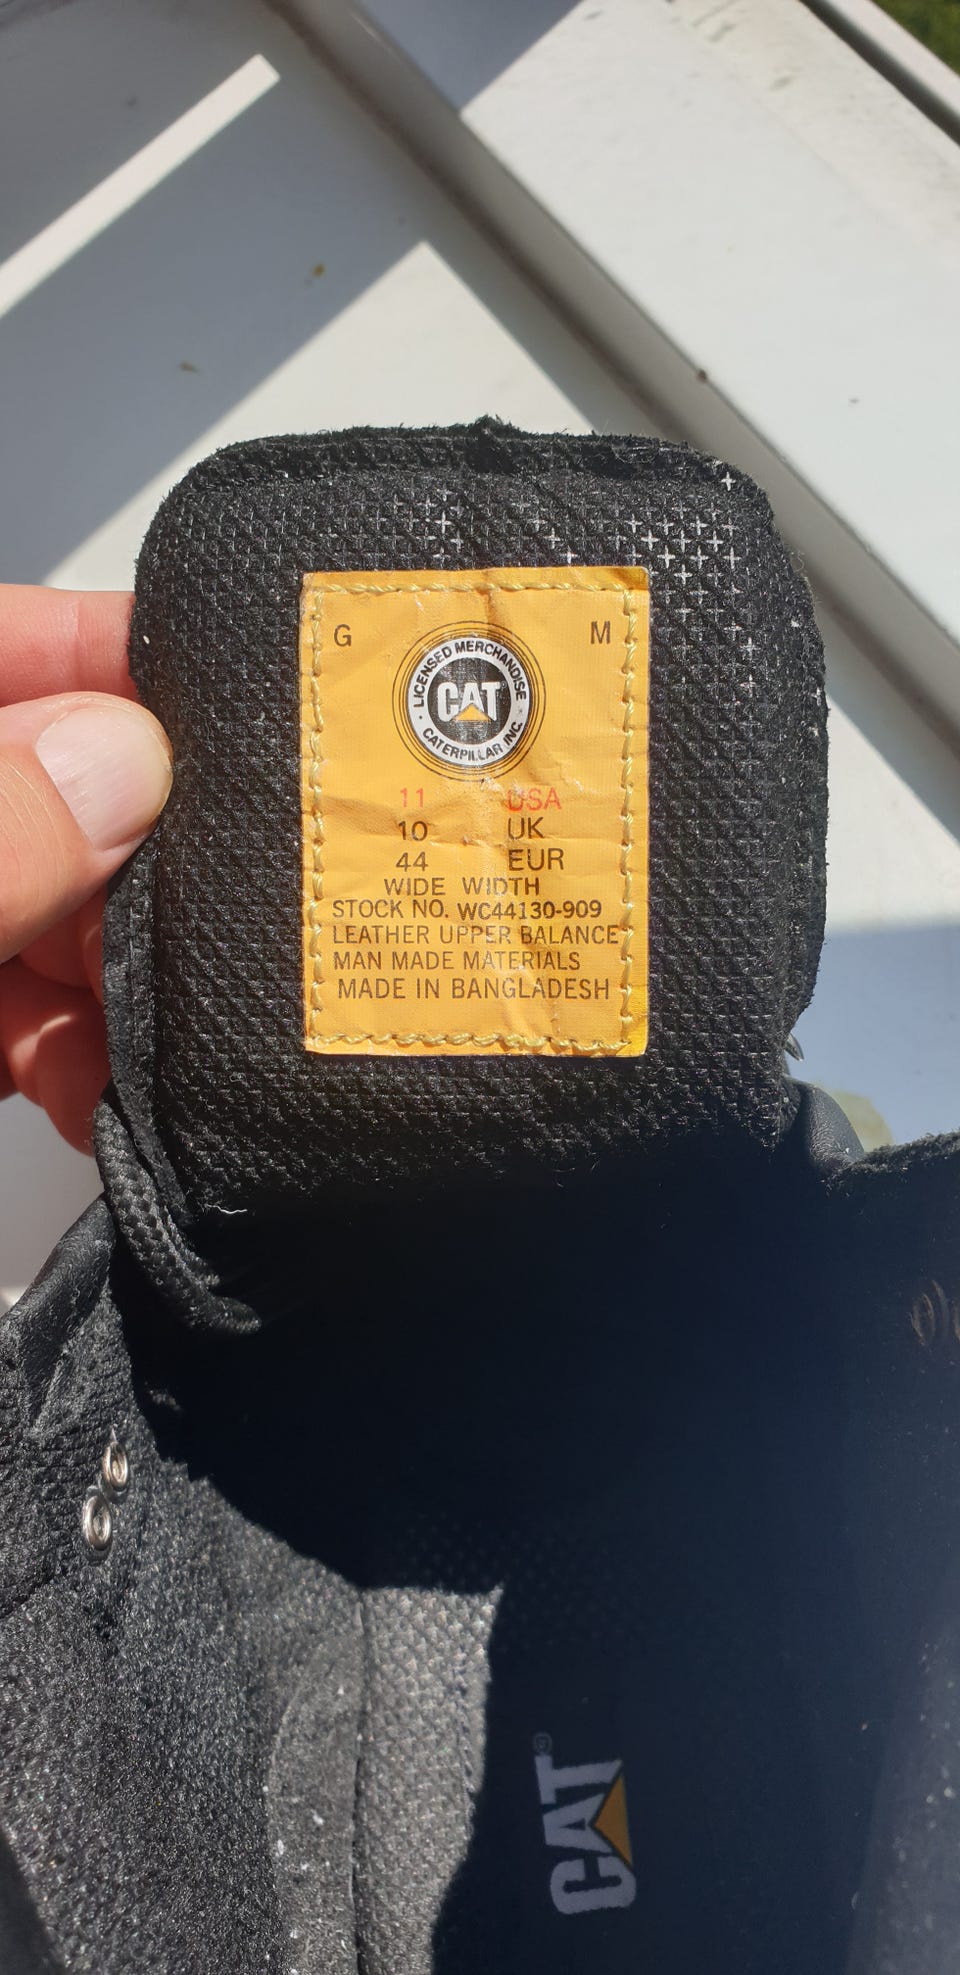 G M
LICENSED MERCHANDISE
CAT
CATERPILLAR INC.
11 USA
10 UK
44 EUR
WIDE WIDTH
STOCK NO. WC44130-909
LEATHER UPPER BALANCE
MAN MADE MATERIALS
MADE IN BANGLADESH
CAT®